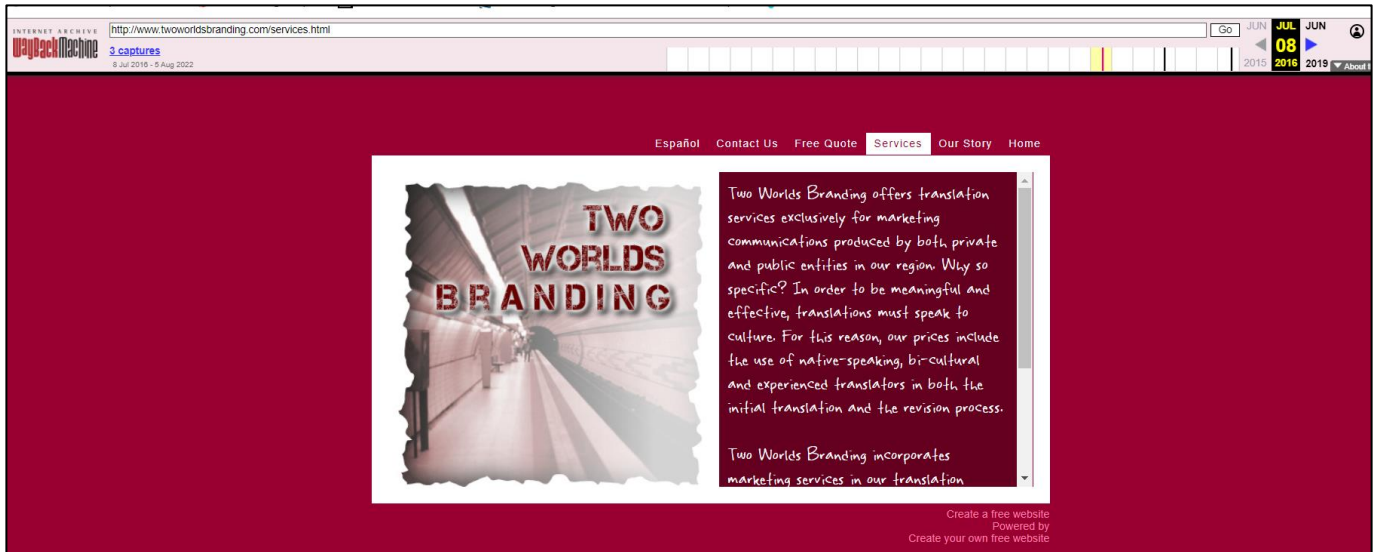 INTERNET ARCHIVE
WayBackMachine
http://www.twoworldsbranding.com/services.html
Go
JUN JUL JUN
3 captures
08
8 Jul 2016 - 5 Aug 2022
2015 2016 2019
Español Contact Us Free Quote Services Our Story Home
TWO
WORLDS
BRANDING
Two Worlds Branding offers translation
services exclusively for marketing
communications produced by both private
and public entities in our region. Why so
specific? In order to be meaningful and
effective, translations must speak to
culture. For this reason, our prices include
the use of native-speaking, bi-cultural
and experienced translators in both the
initial translation and the revision process.
Two Worlds Branding incorporates
marketing services in our translation
Create a free website
Powered by
Create your own free website